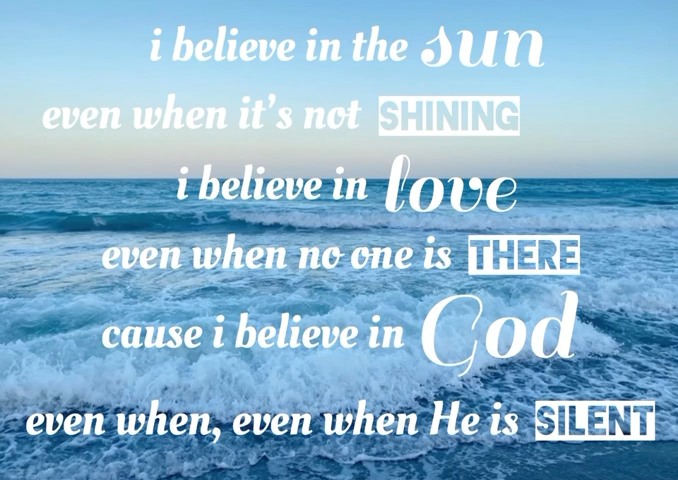 i believe in the sun
even when it's not SHINING
i believe in love
even when no one is THERE
cause i believe in God
even when, even when He is SILENT